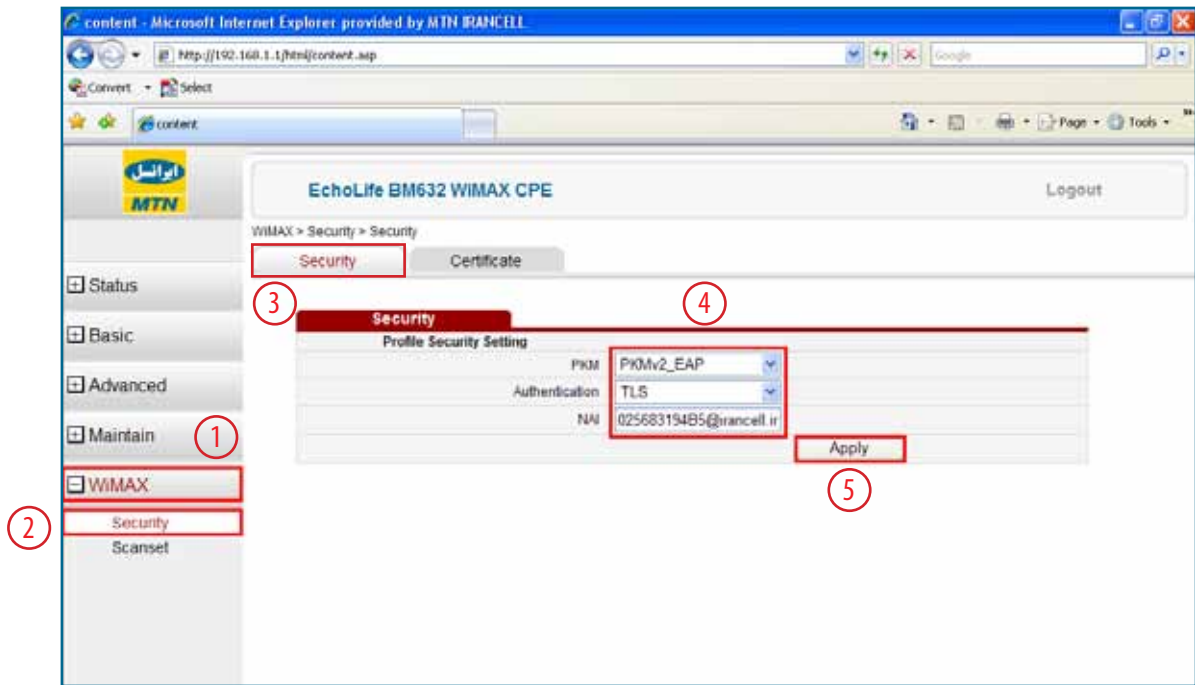 content - Microsoft Internet Explorer provided by MTN IRANCELL
http://192.168.1.1/html/content.asp
Google
Convert
Select
content
Page
Tools
ایرانسل
MTN
EchoLife BM632 WiMAX CPE
Logout
WiMAX > Security > Security
Security
Certificate
3
4
Status
Basic
Advanced
Maintain
1
WiMAX
2
Security
Scanset
Security
Profile Security Setting
PKM
PKMv2_EAP
Authentication
TLS
NAI
025683194B5@irancell.ir
Apply
5